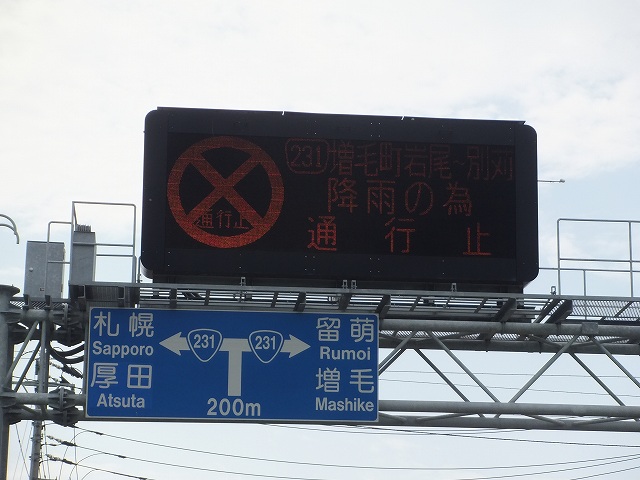 231 増毛町岩尾~別苅
降雨の為
通行止
通行止
札幌
Sapporo
厚田
Atsuta
231
231
200m
留萌
Rumoi
増毛
Mashike